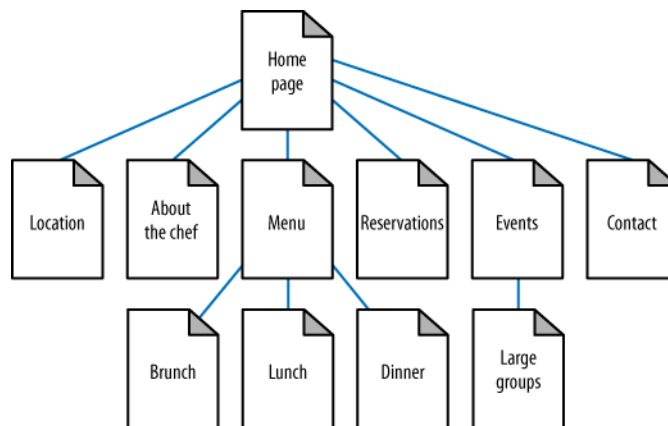 Home
page
Location
About
the chef
Menu
Reservations
Events
Contact
Brunch
Lunch
Dinner
Large
groups